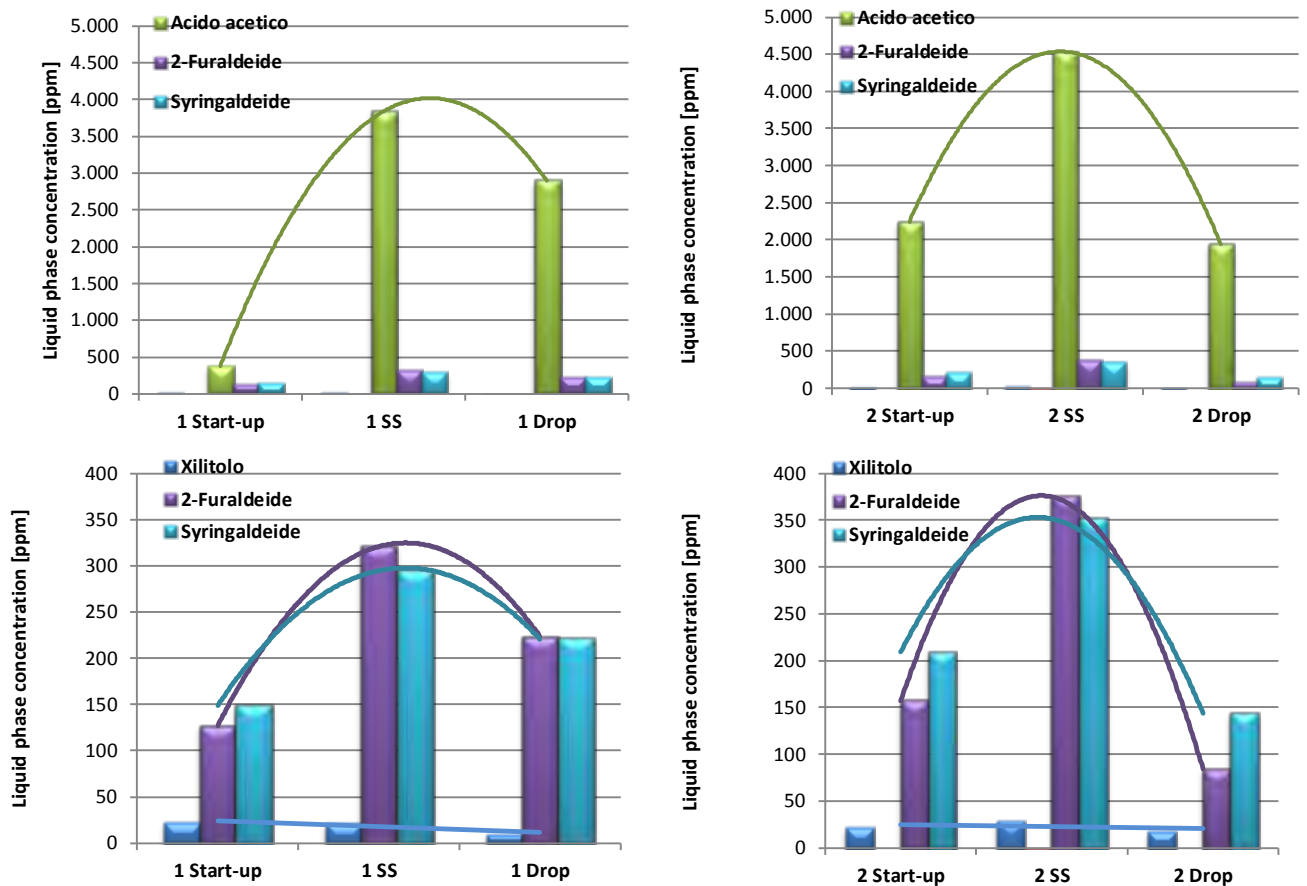 5.000
4.500
4.000
3.500
3.000
2.500
2.000
1.500
1.000
500
0
Liquid phase concentration [ppm]
Acido acetico
2-Furaldeide
Syringaldeide
1 Start-up
1 SS
1 Drop
5.000
4.500
4.000
3.500
3.000
2.500
2.000
1.500
1.000
500
0
Liquid phase concentration [ppm]
Acido acetico
2-Furaldeide
Syringaldeide
2 Start-up
2 SS
2 Drop
400
350
300
250
200
150
100
50
0
Liquid phase concentration [ppm]
Xilitolo
2-Furaldeide
Syringaldeide
1 Start-up
1 SS
1 Drop
400
350
300
250
200
150
100
50
0
Liquid phase concentration [ppm]
Xilitolo
2-Furaldeide
Syringaldeide
2 Start-up
2 SS
2 Drop